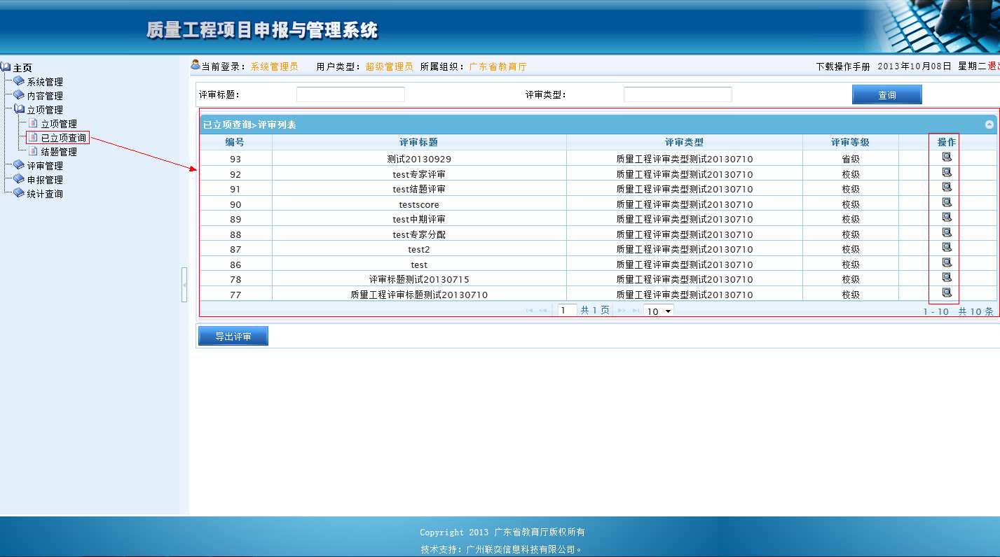 质量工程项目申报与管理系统
主页
系统管理
内容管理
立项管理
立项管理
已立项查询
结题管理
评审管理
申报管理
统计查询
当前登录： 系统管理员 用户类型： 超级管理员 所属组织： 广东省教育厅 下载操作手册 2013年10月08日 星期二退出
评审标题： 评审类型： 查询
已立项查询>评审列表
编号 评审标题 评审类型 评审等级 操作
93 测试20130929 质量工程评审类型测试20130710 省级
92 test专家评审 质量工程评审类型测试20130710 校级
91 test结题评审 质量工程评审类型测试20130710 校级
90 testscore 质量工程评审类型测试20130710 校级
89 test中期评审 质量工程评审类型测试20130710 校级
88 test专家分配 质量工程评审类型测试20130710 校级
87 test2 质量工程评审类型测试20130710 校级
86 test 质量工程评审类型测试20130710 校级
78 评审标题测试20130715 质量工程评审类型测试20130710 校级
77 质量工程评审标题测试20130710 质量工程评审类型测试20130710 校级
1 共 1 页 10 1 - 10 共 10 条
导出评审
Copyright 2013 广东省教育厅版权所有
技术支持：广州联奕信息科技有限公司。